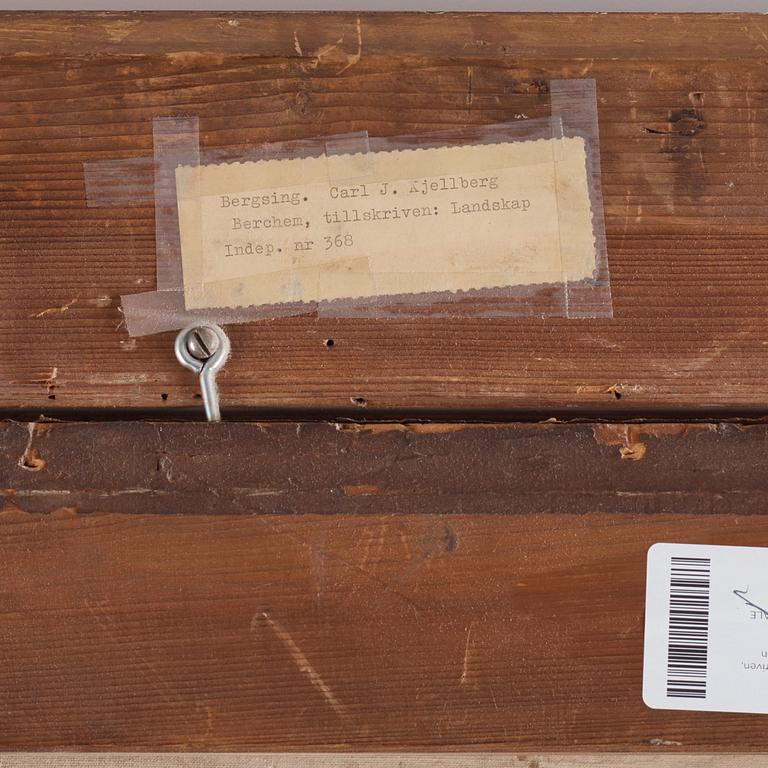 Bergsing. Carl J. Kjellberg
Berchem, tillskriven: Landskap
Indep. nr 368